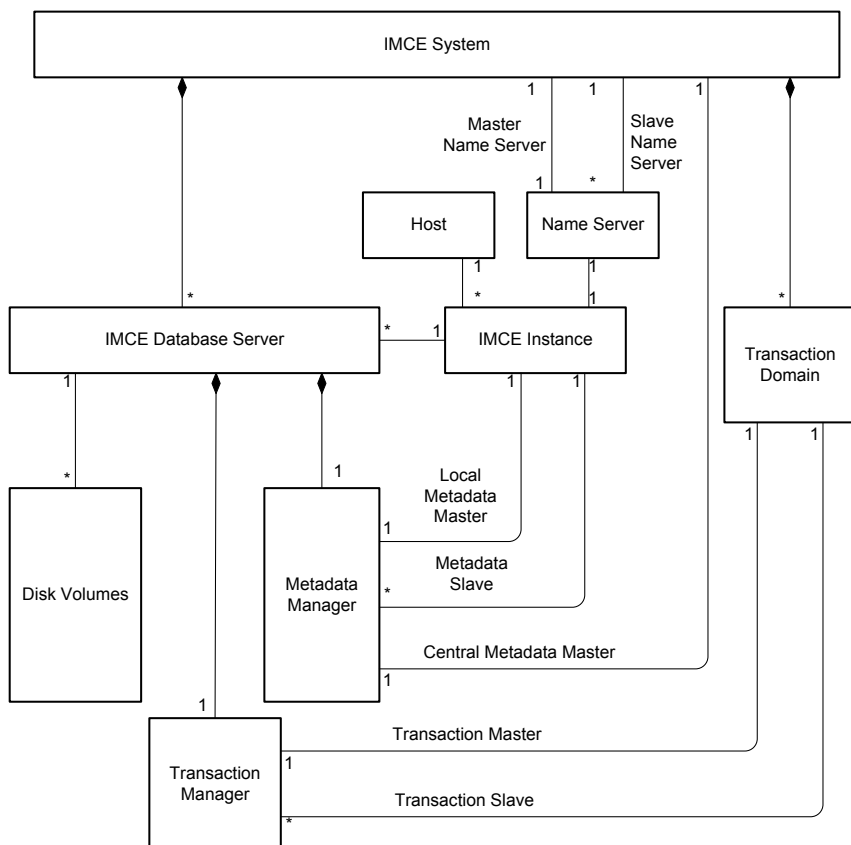 IMCE System
1
1
1
Master
Name Server
Slave
Name
Server
1
*
Host
Name Server
1
1
*
*
1
*
IMCE Database Server
*
1
IMCE Instance
Transaction
Domain
1
1
1
1
1
*
1
Local
Metadata
Master
1
Disk Volumes
Metadata
Manager
Metadata
Slave
*
Central Metadata Master
1
1
Transaction
Manager
Transaction Master
1
Transaction Slave
*